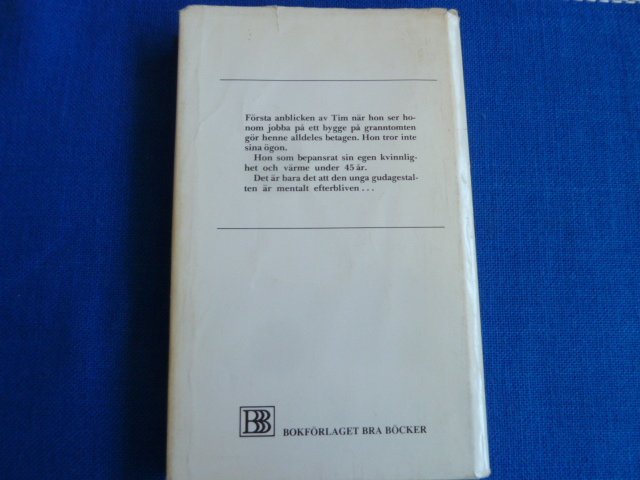 Första anblicken av Tim när hon ser ho-
nom jobba på ett bygge på granntomten
gör henne alldeles betagen. Hon tror inte
sina ögon.
Hon som bepansrat sin egen kvinnlig-
het och värme under 45 år.
Det är bara det att den unga gudagestal-
ten är mentalt efterbliven . . .
BBB BOKFÖRLAGET BRA BÖCKER